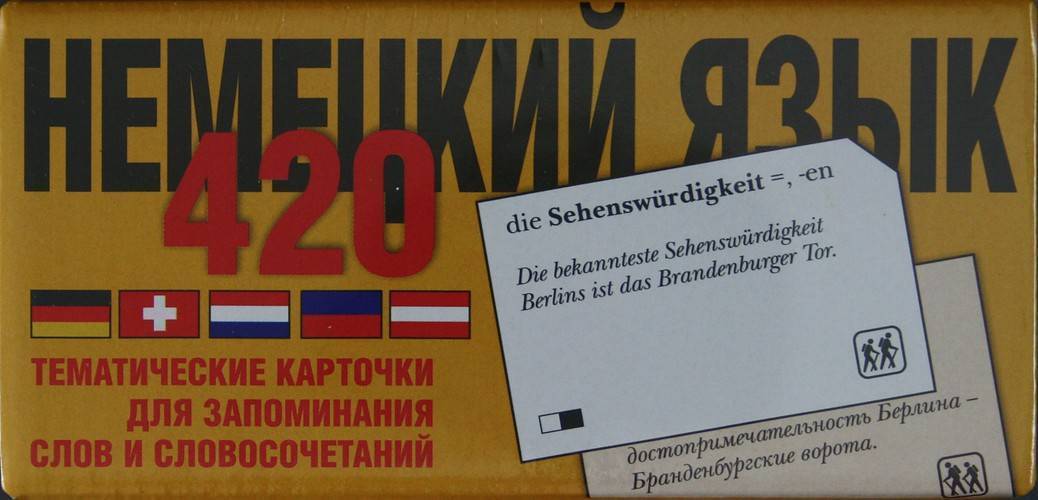 НЕМЕЦКИЙ ЯЗЫК
420
ТЕМАТИЧЕСКИЕ КАРТОЧКИ
ДЛЯ ЗАПОМИНАНИЯ
СЛОВ И СЛОВОСОЧЕТАНИЙ
die Sehenswürdigkeit =, -en
Die bekannteste Sehenswürdigkeit
Berlins ist das Brandenburger Tor.
достопримечательность Берлина –
Бранденбургские ворота.